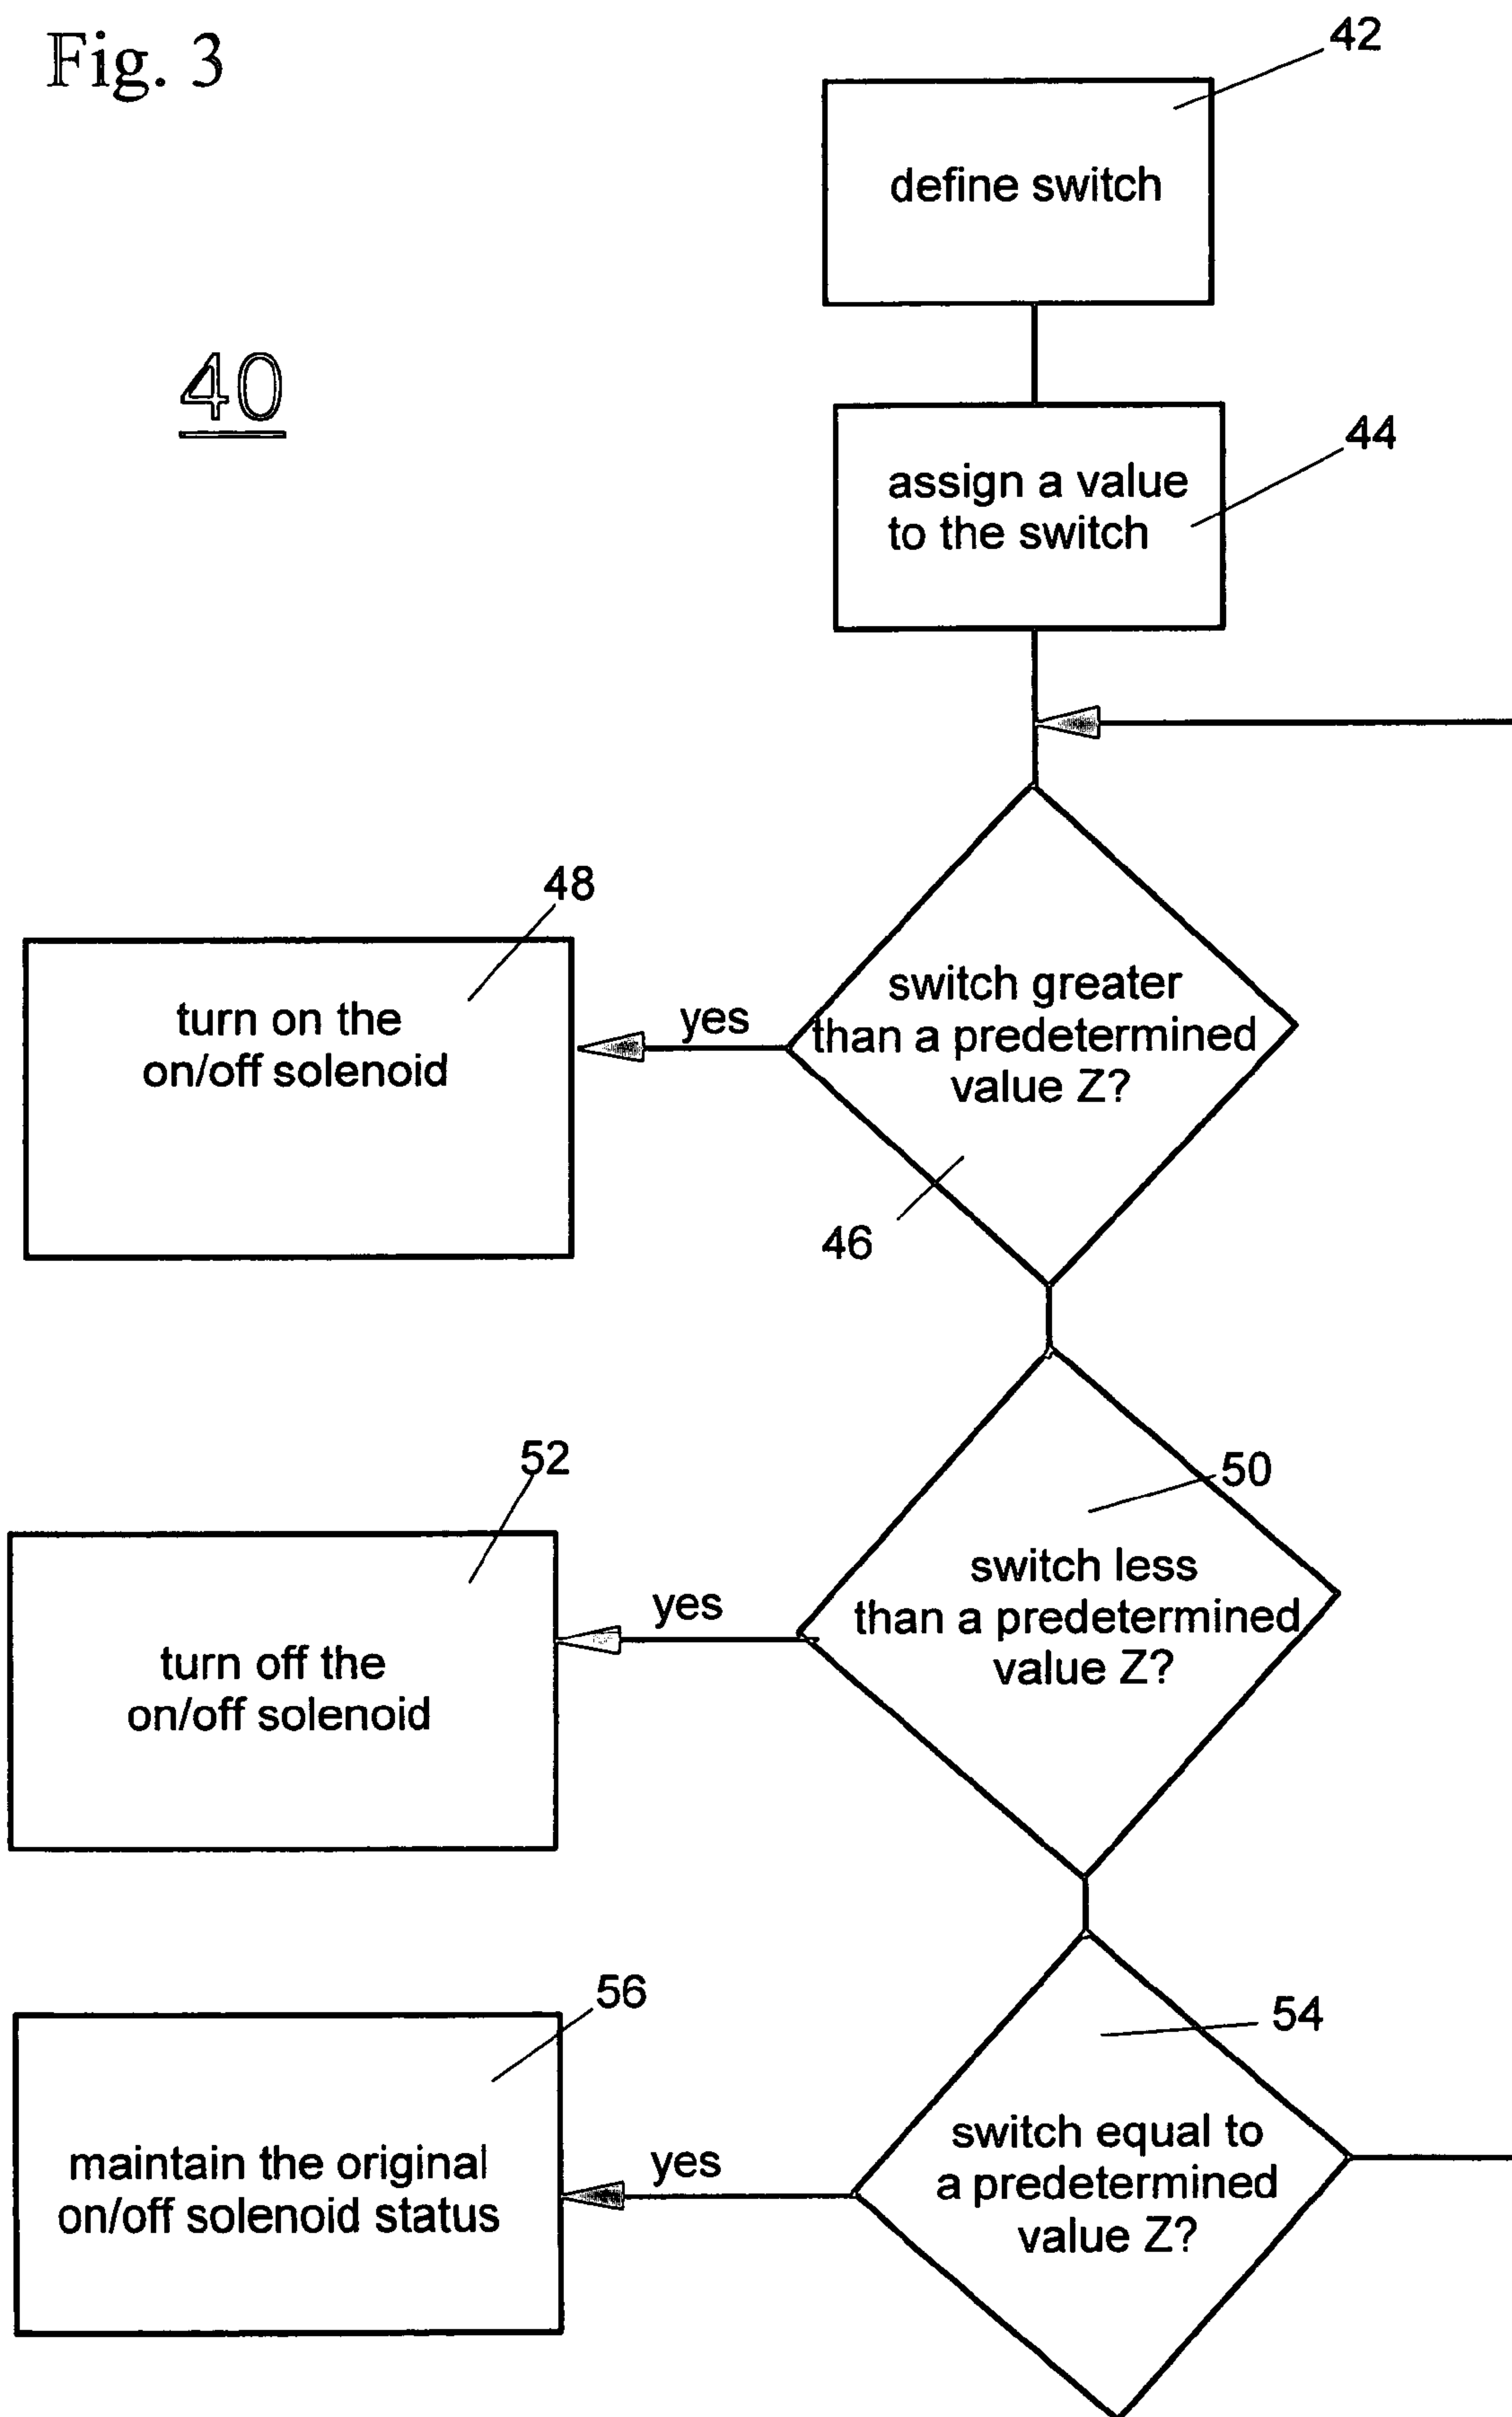 Fig. 3
42
define switch
40
44
assign a value
to the switch
48
turn on the
on/off solenoid
yes
switch greater
than a predetermined
value Z?
46
52
50
turn off the
on/off solenoid
yes
switch less
than a predetermined
value Z?
56
54
maintain the original
on/off solenoid status
yes
switch equal to
a predetermined
value Z?